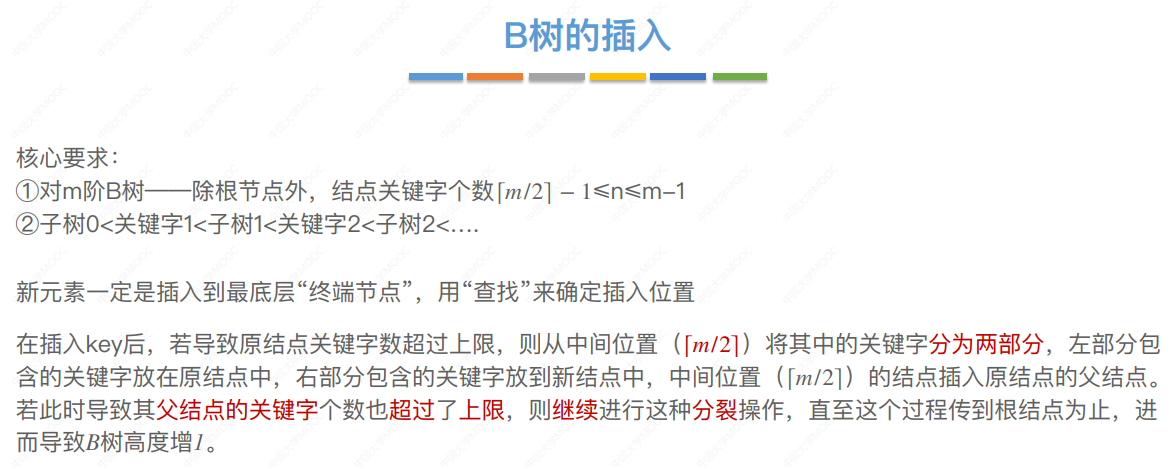 B树的插入
核心要求：
①对m阶B树——除根节点外，结点关键字个数⌈m/2⌉ − 1≤n≤m-1
②子树0<关键字1<子树1<关键字2<子树2<….
新元素一定是插入到最底层“终端节点”，用“查找”来确定插入位置
在插入key后，若导致原结点关键字数超过上限，则从中间位置（⌈m/2⌉）将其中的关键字分为两部分，左部分包
含的关键字放在原结点中，右部分包含的关键字放到新结点中，中间位置（⌈m/2⌉）的结点插入原结点的父结点。
若此时导致其父结点的关键字个数也超过了上限，则继续进行这种分裂操作，直至这个过程传到根结点为止，进
而导致B树高度增1。